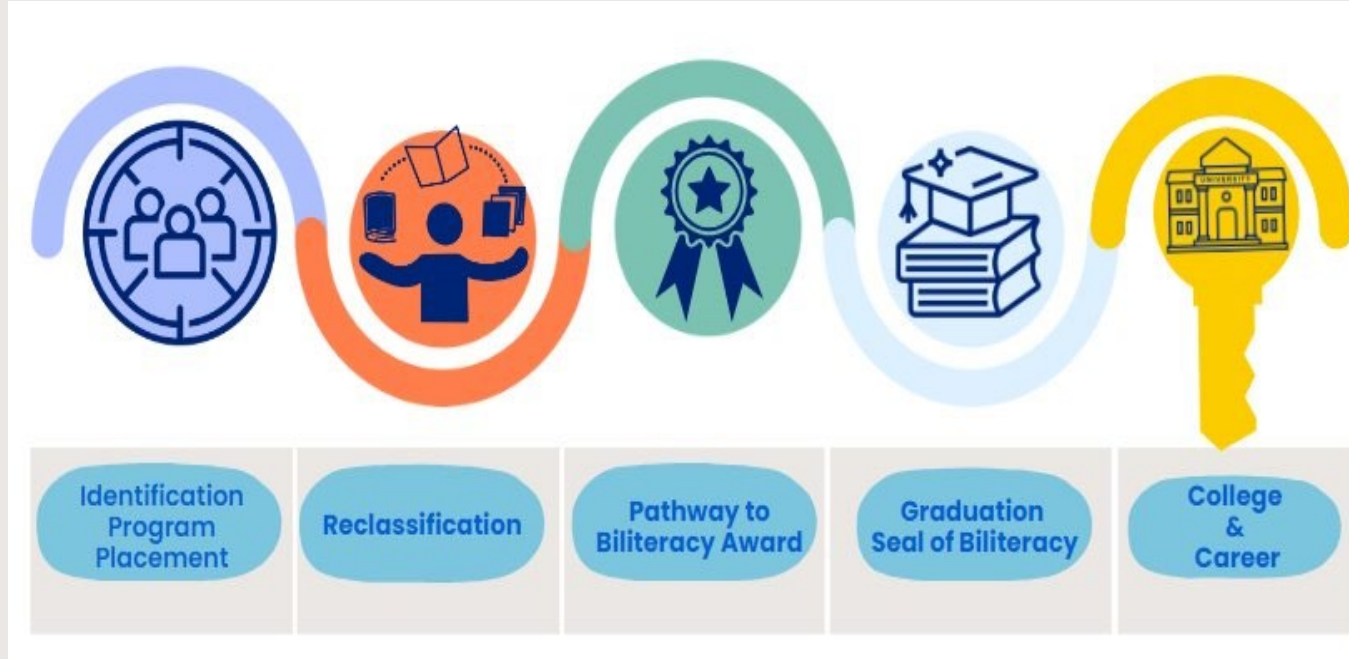 UNIVERSITY
Identification
Program
Placement
Reclassification
Pathway to
Biliteracy Award
Graduation
Seal of Biliteracy
College
&
Career